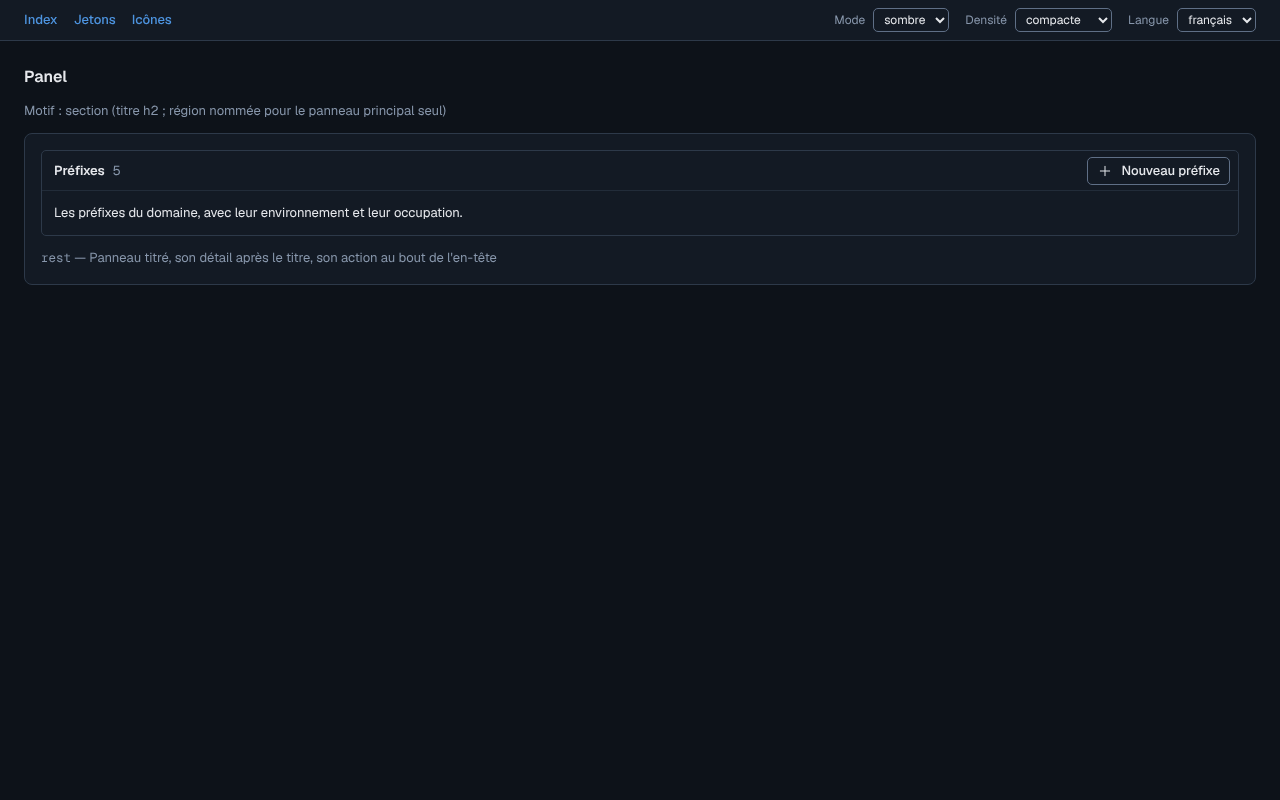 Index Jetons Icônes Mode sombre Densité compacte Langue français
Panel
Motif : section (titre h2 ; région nommée pour le panneau principal seul)
Préfixes 5 Nouveau préfixe
Les préfixes du domaine, avec leur environnement et leur occupation.
rest — Panneau titré, son détail après le titre, son action au bout de l'en-tête